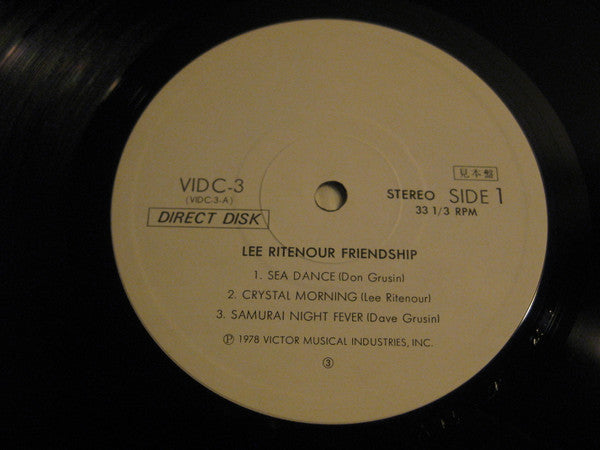 見本盤
VIDC-3
(VIDC3-A)
DIRECT DISK
STEREO SIDE 1
33 1/3 RPM
LEE RITENOUR FRIENDSHIP
1. SEA DANCE (Don Grusin)
2. CRYSTAL MORNING (Lee Ritenour)
3. SAMURAI NIGHT FEVER (Dave Grusin)
Ⓟ 1978 VICTOR MUSICAL INDUSTRIES, INC.
③